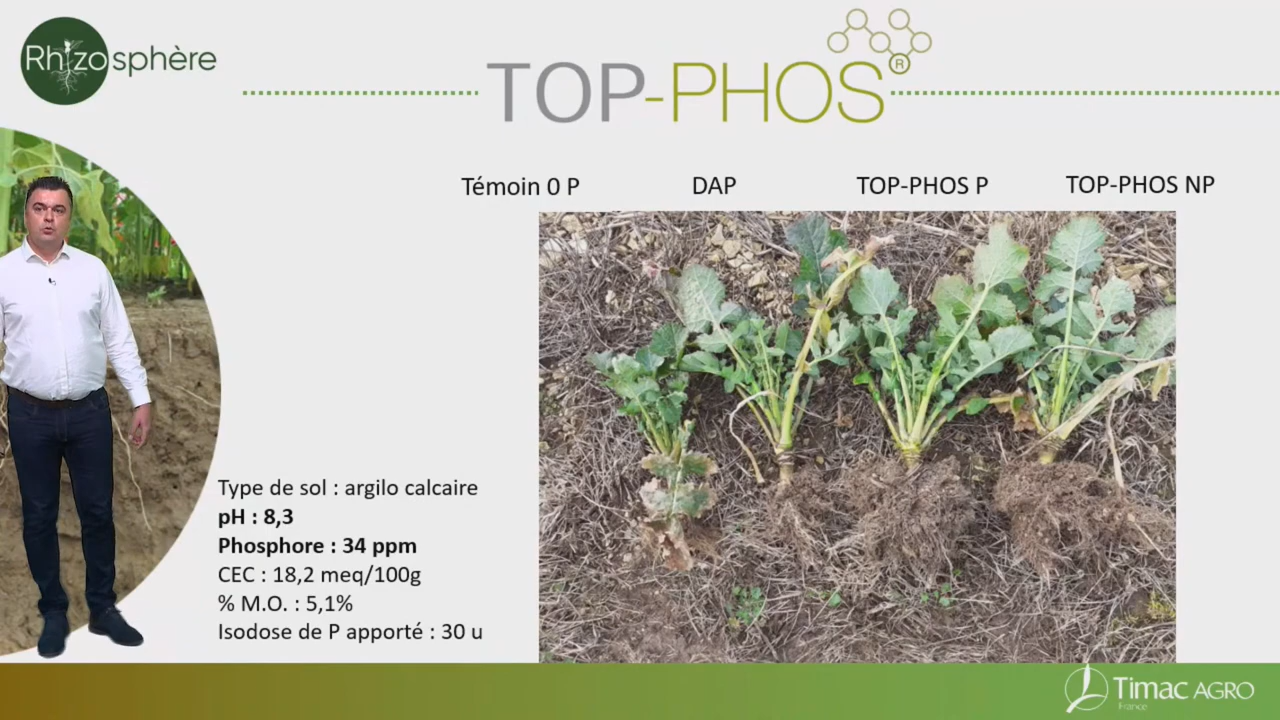 Rhizosphère
TOP-PHOS®
Témoin 0 P
DAP
TOP-PHOS P
TOP-PHOS NP
Type de sol : argilo calcaire
pH : 8,3
Phosphore : 34 ppm
CEC : 18,2 meq/100g
% M.O. : 5,1%
Isodose de P apporté : 30 u
Timac AGRO
France